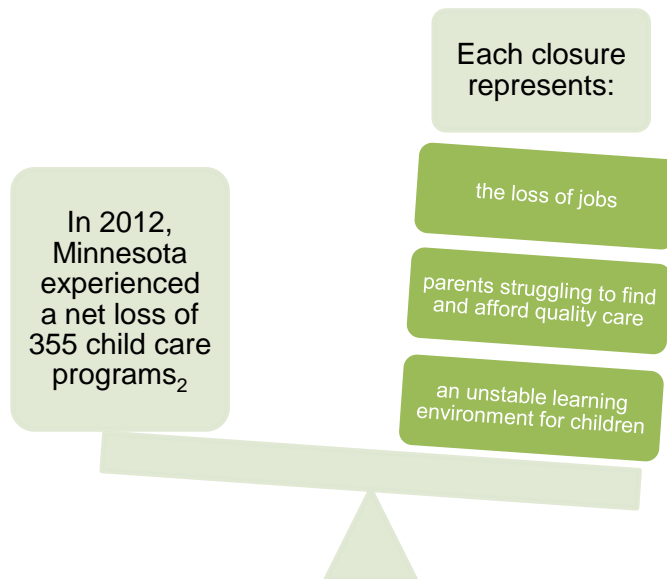 In 2012,
Minnesota
experienced
a net loss of
355 child care
programs2
Each closure
represents:
the loss of jobs
parents struggling to find
and afford quality care
an unstable learning
environment for children